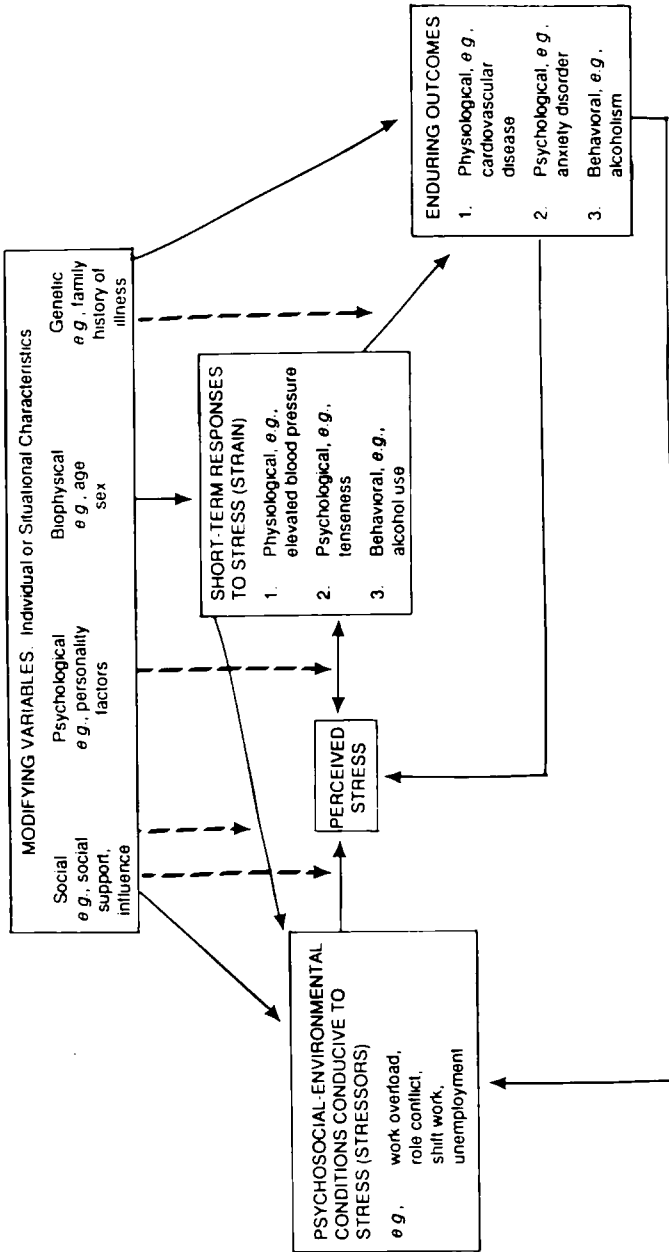 MODIFYING VARIABLES. Individual or Situational Characteristics
Social
e g., social
support,
influence
Psychological
e g., personality
factors
Biophysical
e g., age
sex
Genetic
e g, family
history of
illness
PSYCHOSOCIAL-ENVIRONMENTAL
CONDITIONS CONDUCIVE TO
STRESS (STRESSORS)
e g, work overload,
role conflict,
shift work,
unemployment
PERCEIVED
STRESS
SHORT-TERM RESPONSES
TO STRESS (STRAIN)
1. Physiological, e.g.,
elevated blood pressure
2. Psychological, e.g.,
tenseness
3. Behavioral, e.g.,
alcohol use
ENDURING OUTCOMES
1. Physiological, e g,
cardiovascular
disease
2. Psychological, e.g.
anxiety disorder
3. Behavioral, e.g.,
alcoholism